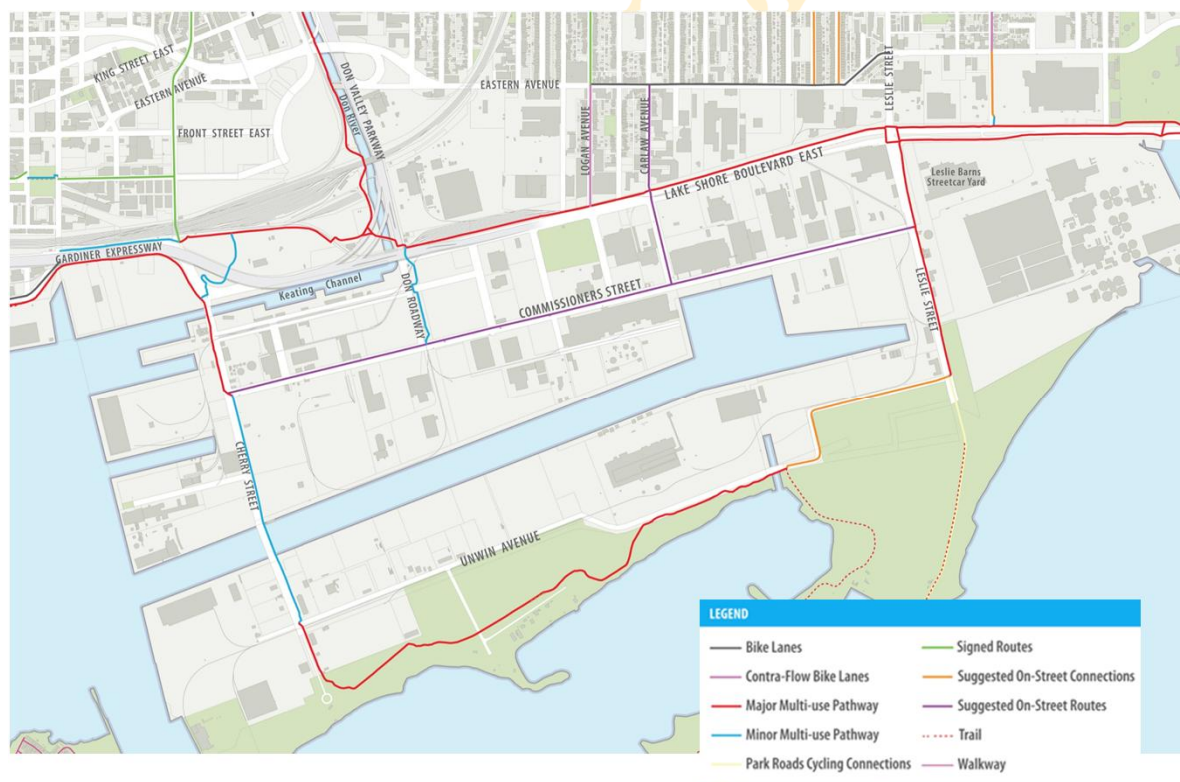 KING STREET EAST
EASTERN AVENUE
FRONT STREET EAST
DON VALLEY PARKWAY
Don River
EASTERN AVENUE
LOGAN AVENUE
CARLAW AVENUE
LESLIE STREET
LAKE SHORE BOULEVARD EAST
Leslie Barns
Streetcar Yard
GARDINER EXPRESSWAY
Keating Channel
DON ROADWAY
COMMISSIONERS STREET
LESLIE STREET
CHERRY STREET
UNWIN AVENUE
LEGEND
Bike Lanes
Contra-Flow Bike Lanes
Major Multi-use Pathway
Minor Multi-use Pathway
Park Roads Cycling Connections
Signed Routes
Suggested On-Street Connections
Suggested On-Street Routes
Trail
Walkway